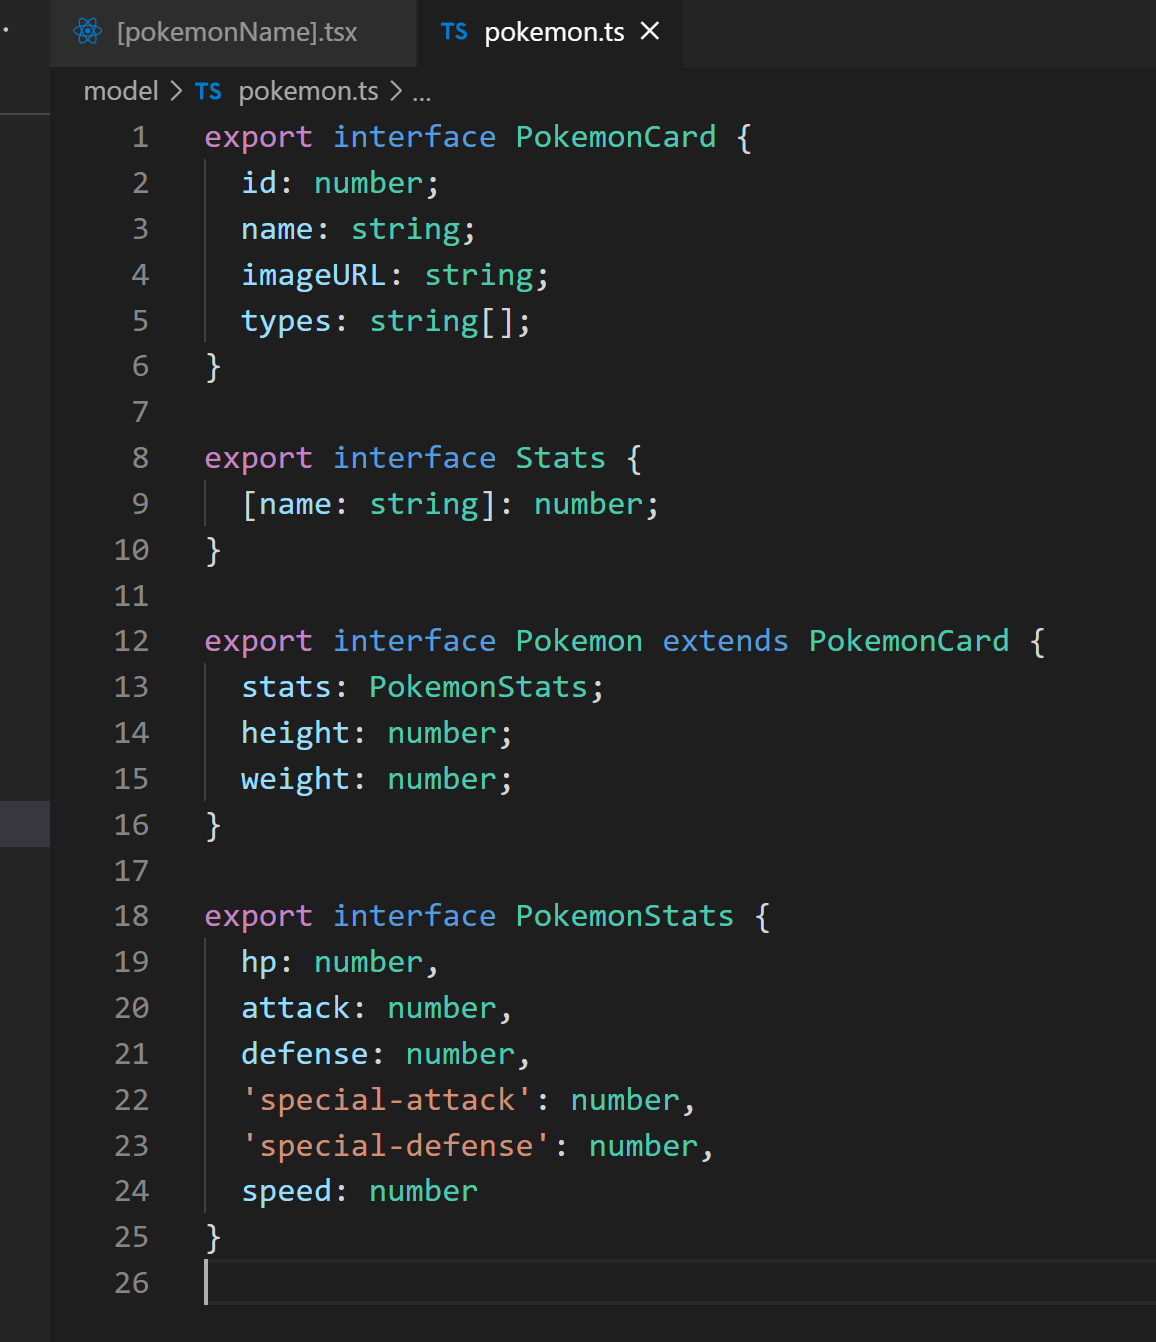 [pokemonName].tsx TS pokemon.ts ×
model > TS pokemon.ts > ...
1 export interface PokemonCard {
2   id: number;
3   name: string;
4   imageURL: string;
5   types: string[];
6 }
7
8 export interface Stats {
9   [name: string]: number;
10 }
11
12 export interface Pokemon extends PokemonCard {
13   stats: PokemonStats;
14   height: number;
15   weight: number;
16 }
17
18 export interface PokemonStats {
19   hp: number,
20   attack: number,
21   defense: number,
22   'special-attack': number,
23   'special-defense': number,
24   speed: number
25 }
26